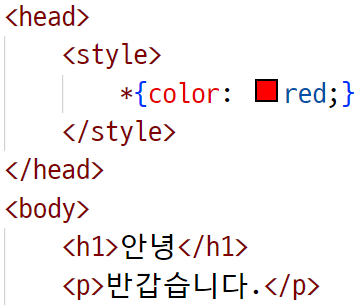 <head>
    <style>
        *{color: red;}
    </style>
</head>
<body>
    <h1>안녕</h1>
    <p>반갑습니다.</p>